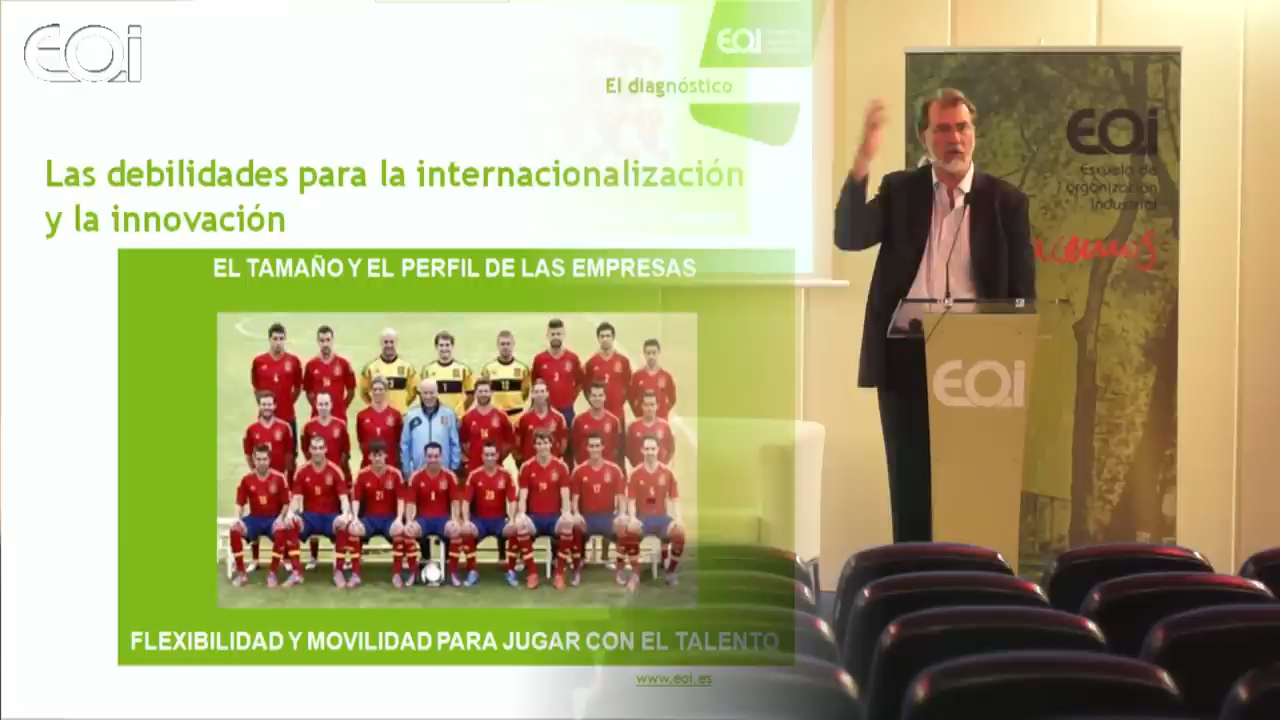 EOi
EOI
El diagnóstico
Las debilidades para la internacionalización
y la innovación
EL TAMAÑO Y EL PERFIL DE LAS EMPRESAS
FLEXIBILIDAD Y MOVILIDAD PARA JUGAR CON EL TALENTO
www.eoi.es
EOi
Escuela de
organización
industrial
EOi